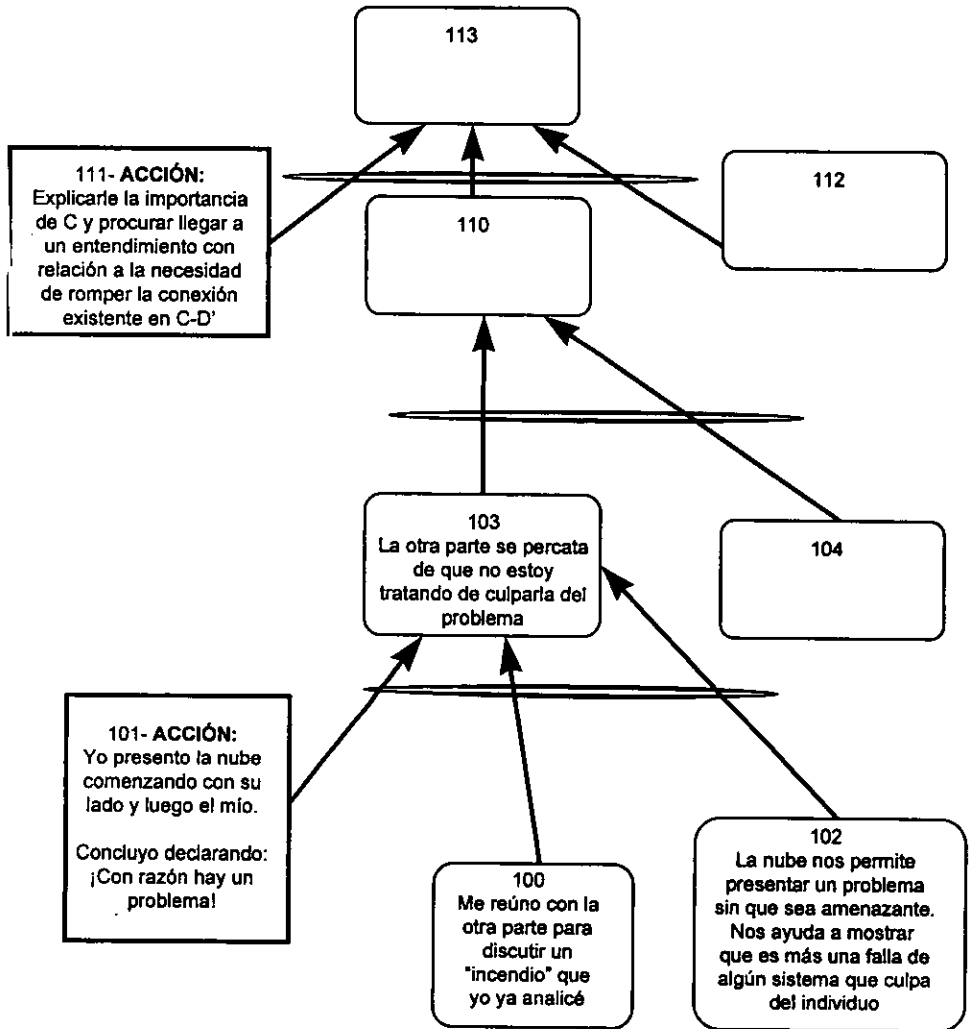 113
111- ACCIÓN:
Explicarle la importancia
de C y procurar llegar a
un entendimiento con
relación a la necesidad
de romper la conexión
existente en C-D'
112
110
103
La otra parte se percata
de que no estoy
tratando de culparla del
problema
104
101- ACCIÓN:
Yo presento la nube
comenzando con su
lado y luego el mío.
Concluyo declarando:
¡Con razón hay un
problema!
100
Me reúno con la
otra parte para
discutir un
"incendio" que
yo ya analicé
102
La nube nos permite
presentar un problema
sin que sea amenazante.
Nos ayuda a mostrar
que es más una falla de
algún sistema que culpa
del individuo